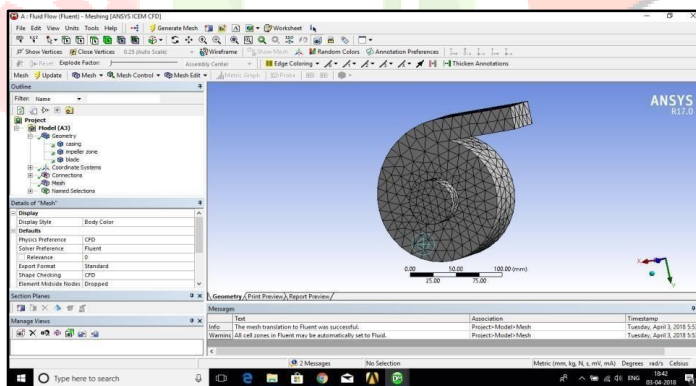 A : Fluid Flow (Fluent) - Meshing [ANSYS ICEM CFD]
File Edit View Units Tools Help Generate Mesh Worksheet
Show Vertices Close Vertices 0.23 (Auto Scale) Wireframe Show Mesh Random Colors Annotation Preferences
Reset Explode Factor: Assembly Center Edge Coloring Thicken Annotations
Mesh Update Mesh Mesh Control Mesh Edit Metric Graph Probe
Outline
Filter: Name
Project
Model (A3)
Geometry
casing
impeller zone
blade
Coordinate Systems
Connections
Mesh
Named Selections
Details of "Mesh"
Display
Display Style Body Color
Defaults
Physics Preference CFD
Solver Preference Fluent
Relevance 0
Export Format Standard
Shape Checking CFD
Element Midside Nodes Dropped
Section Planes
Manage Views
ANSYS
R17.0
0.00 50.00 100.00 (mm)
25.00 75.00
X
Y
Geometry Print Preview Report Preview
Messages
Text Association Timestamp
Info The mesh translation to Fluent was successful. Project>Model>Mesh Tuesday, April 3, 2018 5:5
Warning All cell zones in Fluent may be automatically set to Fluid. Project>Model>Mesh Tuesday, April 3, 2018 5:5
2 Messages No Selection Metric (mm, kg, N, s, mV, mA) Degrees rad/s Celsius
Type here to search ENG 18:42
03-04-2018